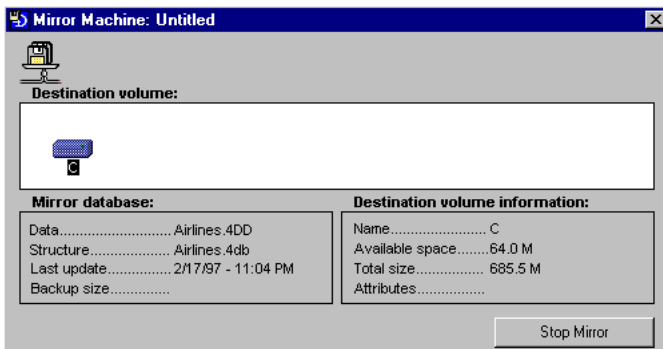 Mirror Machine: Untitled
Destination volume:
C
Mirror database:
Data........................... Airlines.4DD
Structure.................... Airlines.4db
Last update............... 2/17/97 - 11:04 PM
Backup size..............
Destination volume information:
Name....................... C
Available space........64.0 M
Total size................ 685.5 M
Attributes................
Stop Mirror